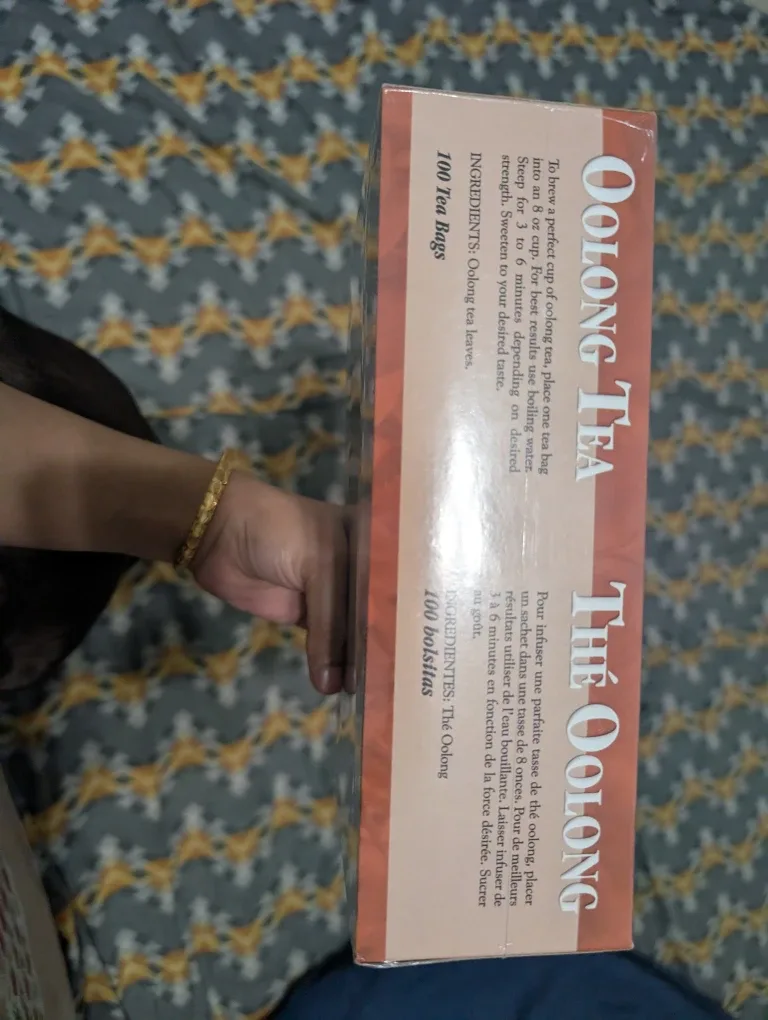 OOLONG TEA
To brew a perfect cup of oolong tea, place one tea bag
into an 8 oz cup. For best results use boiling water.
Steep for 3 to 6 minutes depending on desired
strength. Sweeten to your desired taste.
INGREDIENTS: Oolong tea leaves.
100 Tea Bags
THÉ OOLONG
Pour infuser une parfaite tasse de thé oolong, placer
un sachet dans une tasse de 8 onces. Pour de meilleurs
résultats utiliser de l'eau bouillante. Laisser infuser de
3 à 6 minutes en fonction de la force désirée. Sucrer
au goût.
INGREDIENTES: Thé Oolong
100 bolsitas